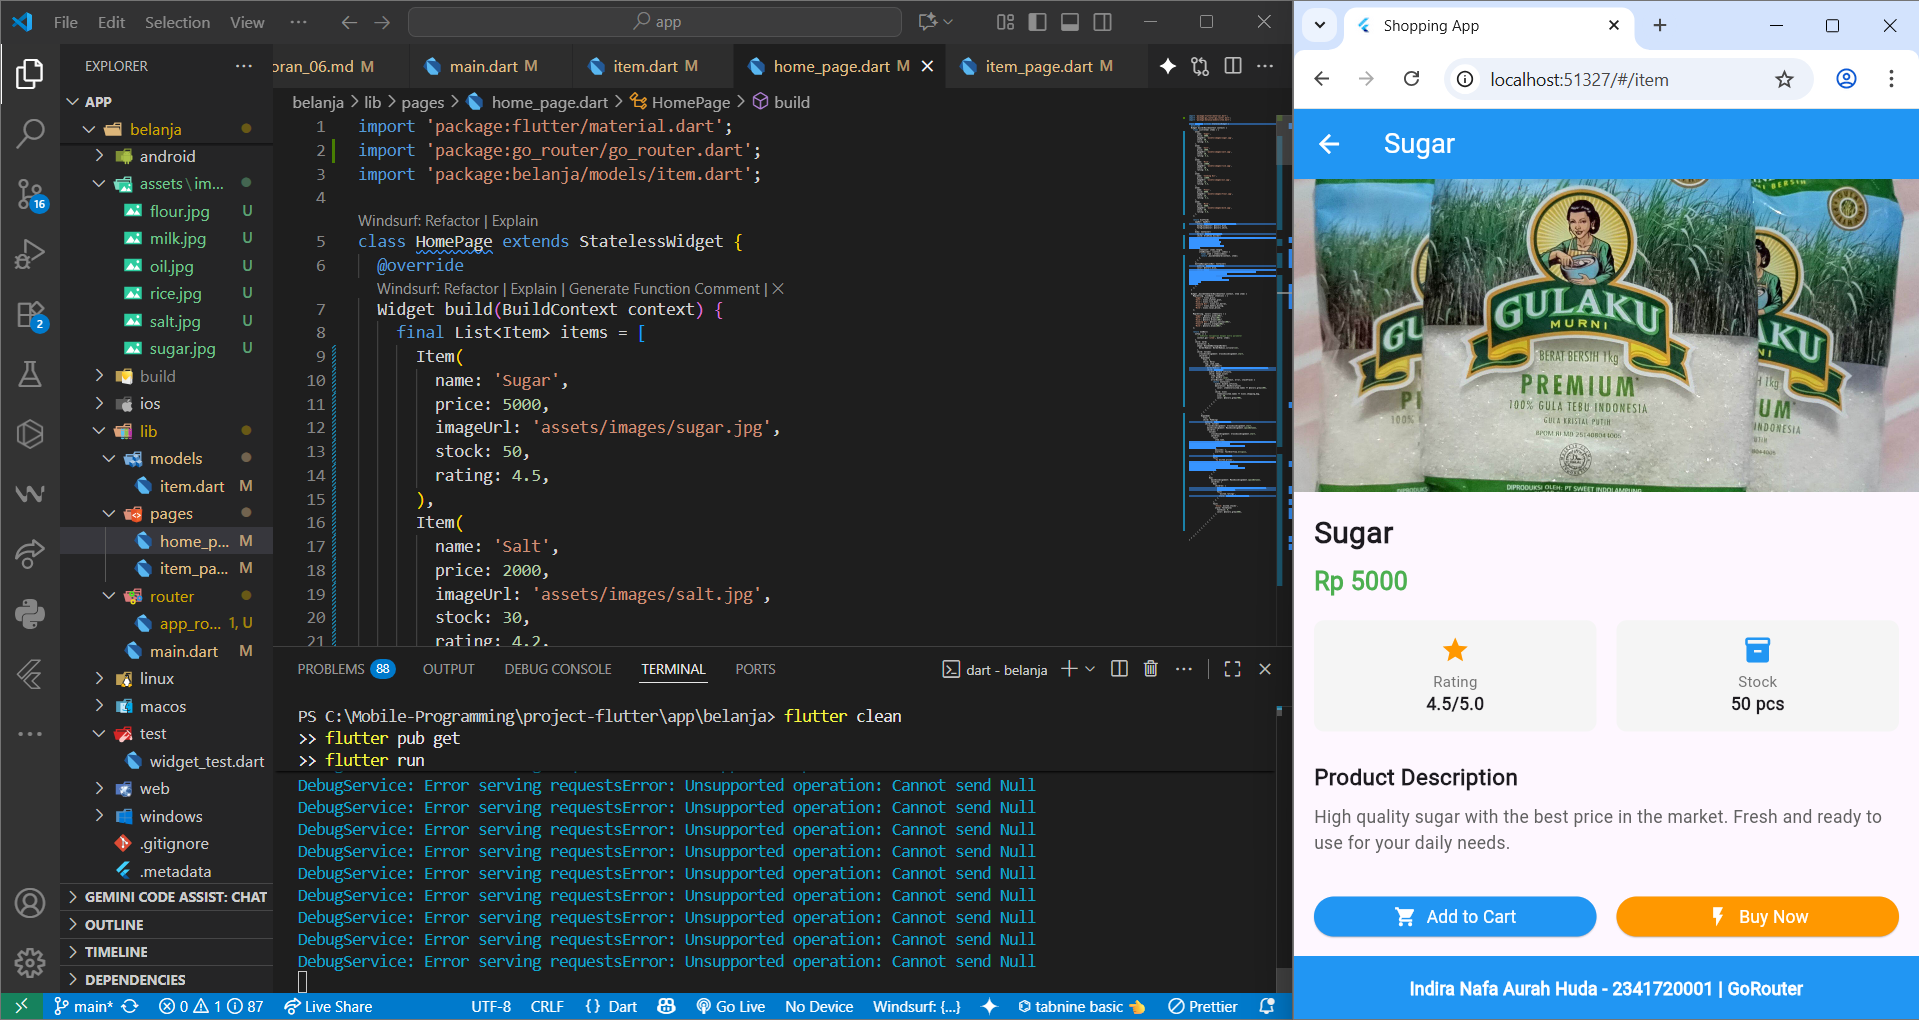 File Edit Selection View ··· app
EXPLORER ···
APP
belanja
android
assets\im...
flour.jpg U
milk.jpg U
oil.jpg U
rice.jpg U
salt.jpg U
sugar.jpg U
build
ios
lib
models
item.dart M
pages
home_p... M
item_pa... M
router
app_ro... 1, U
main.dart M
linux
macos
test
widget_test.dart
web
windows
.gitignore
.metadata
GEMINI CODE ASSIST: CHAT
OUTLINE
TIMELINE
DEPENDENCIES
16
2
oran_06.md M main.dart M item.dart M home_page.dart M item_page.dart M
belanja > lib > pages > home_page.dart > HomePage > build
1 import 'package:flutter/material.dart';
2 import 'package:go_router/go_router.dart';
3 import 'package:belanja/models/item.dart';
4
Windsurf: Refactor | Explain
5 class HomePage extends StatelessWidget {
6 @override
Windsurf: Refactor | Explain | Generate Function Comment | ×
7 Widget build(BuildContext context) {
8 final List<Item> items = [
9 Item(
10 name: 'Sugar',
11 price: 5000,
12 imageUrl: 'assets/images/sugar.jpg',
13 stock: 50,
14 rating: 4.5,
15 ),
16 Item(
17 name: 'Salt',
18 price: 2000,
19 imageUrl: 'assets/images/salt.jpg',
20 stock: 30,
21 rating: 4.2,
PROBLEMS 88 OUTPUT DEBUG CONSOLE TERMINAL PORTS dart - belanja
PS C:\Mobile-Programming\project-flutter\app\belanja> flutter clean
>> flutter pub get
>> flutter run
DebugService: Error serving requestsError: Unsupported operation: Cannot send Null
DebugService: Error serving requestsError: Unsupported operation: Cannot send Null
DebugService: Error serving requestsError: Unsupported operation: Cannot send Null
DebugService: Error serving requestsError: Unsupported operation: Cannot send Null
DebugService: Error serving requestsError: Unsupported operation: Cannot send Null
DebugService: Error serving requestsError: Unsupported operation: Cannot send Null
DebugService: Error serving requestsError: Unsupported operation: Cannot send Null
DebugService: Error serving requestsError: Unsupported operation: Cannot send Null
DebugService: Error serving requestsError: Unsupported operation: Cannot send Null
main* 0 1 87 Live Share UTF-8 CRLF {} Dart Go Live No Device Windsurf: {...} tabnine basic Prettier
Shopping App
localhost:51327/#/item
Sugar
GULAKU
MURNI
BERAT BERSIH 1kg
PREMIUM
100% GULA TEBU INDONESIA
GULA KRISTAL PUTIH
DIPRODUKSI OLEH: PT SWEET INDOLAMPUNG
Sugar
Rp 5000
Rating
4.5/5.0
Stock
50 pcs
Product Description
High quality sugar with the best price in the market. Fresh and ready to
use for your daily needs.
Add to Cart
Buy Now
Indira Nafa Aurah Huda - 2341720001 | GoRouter